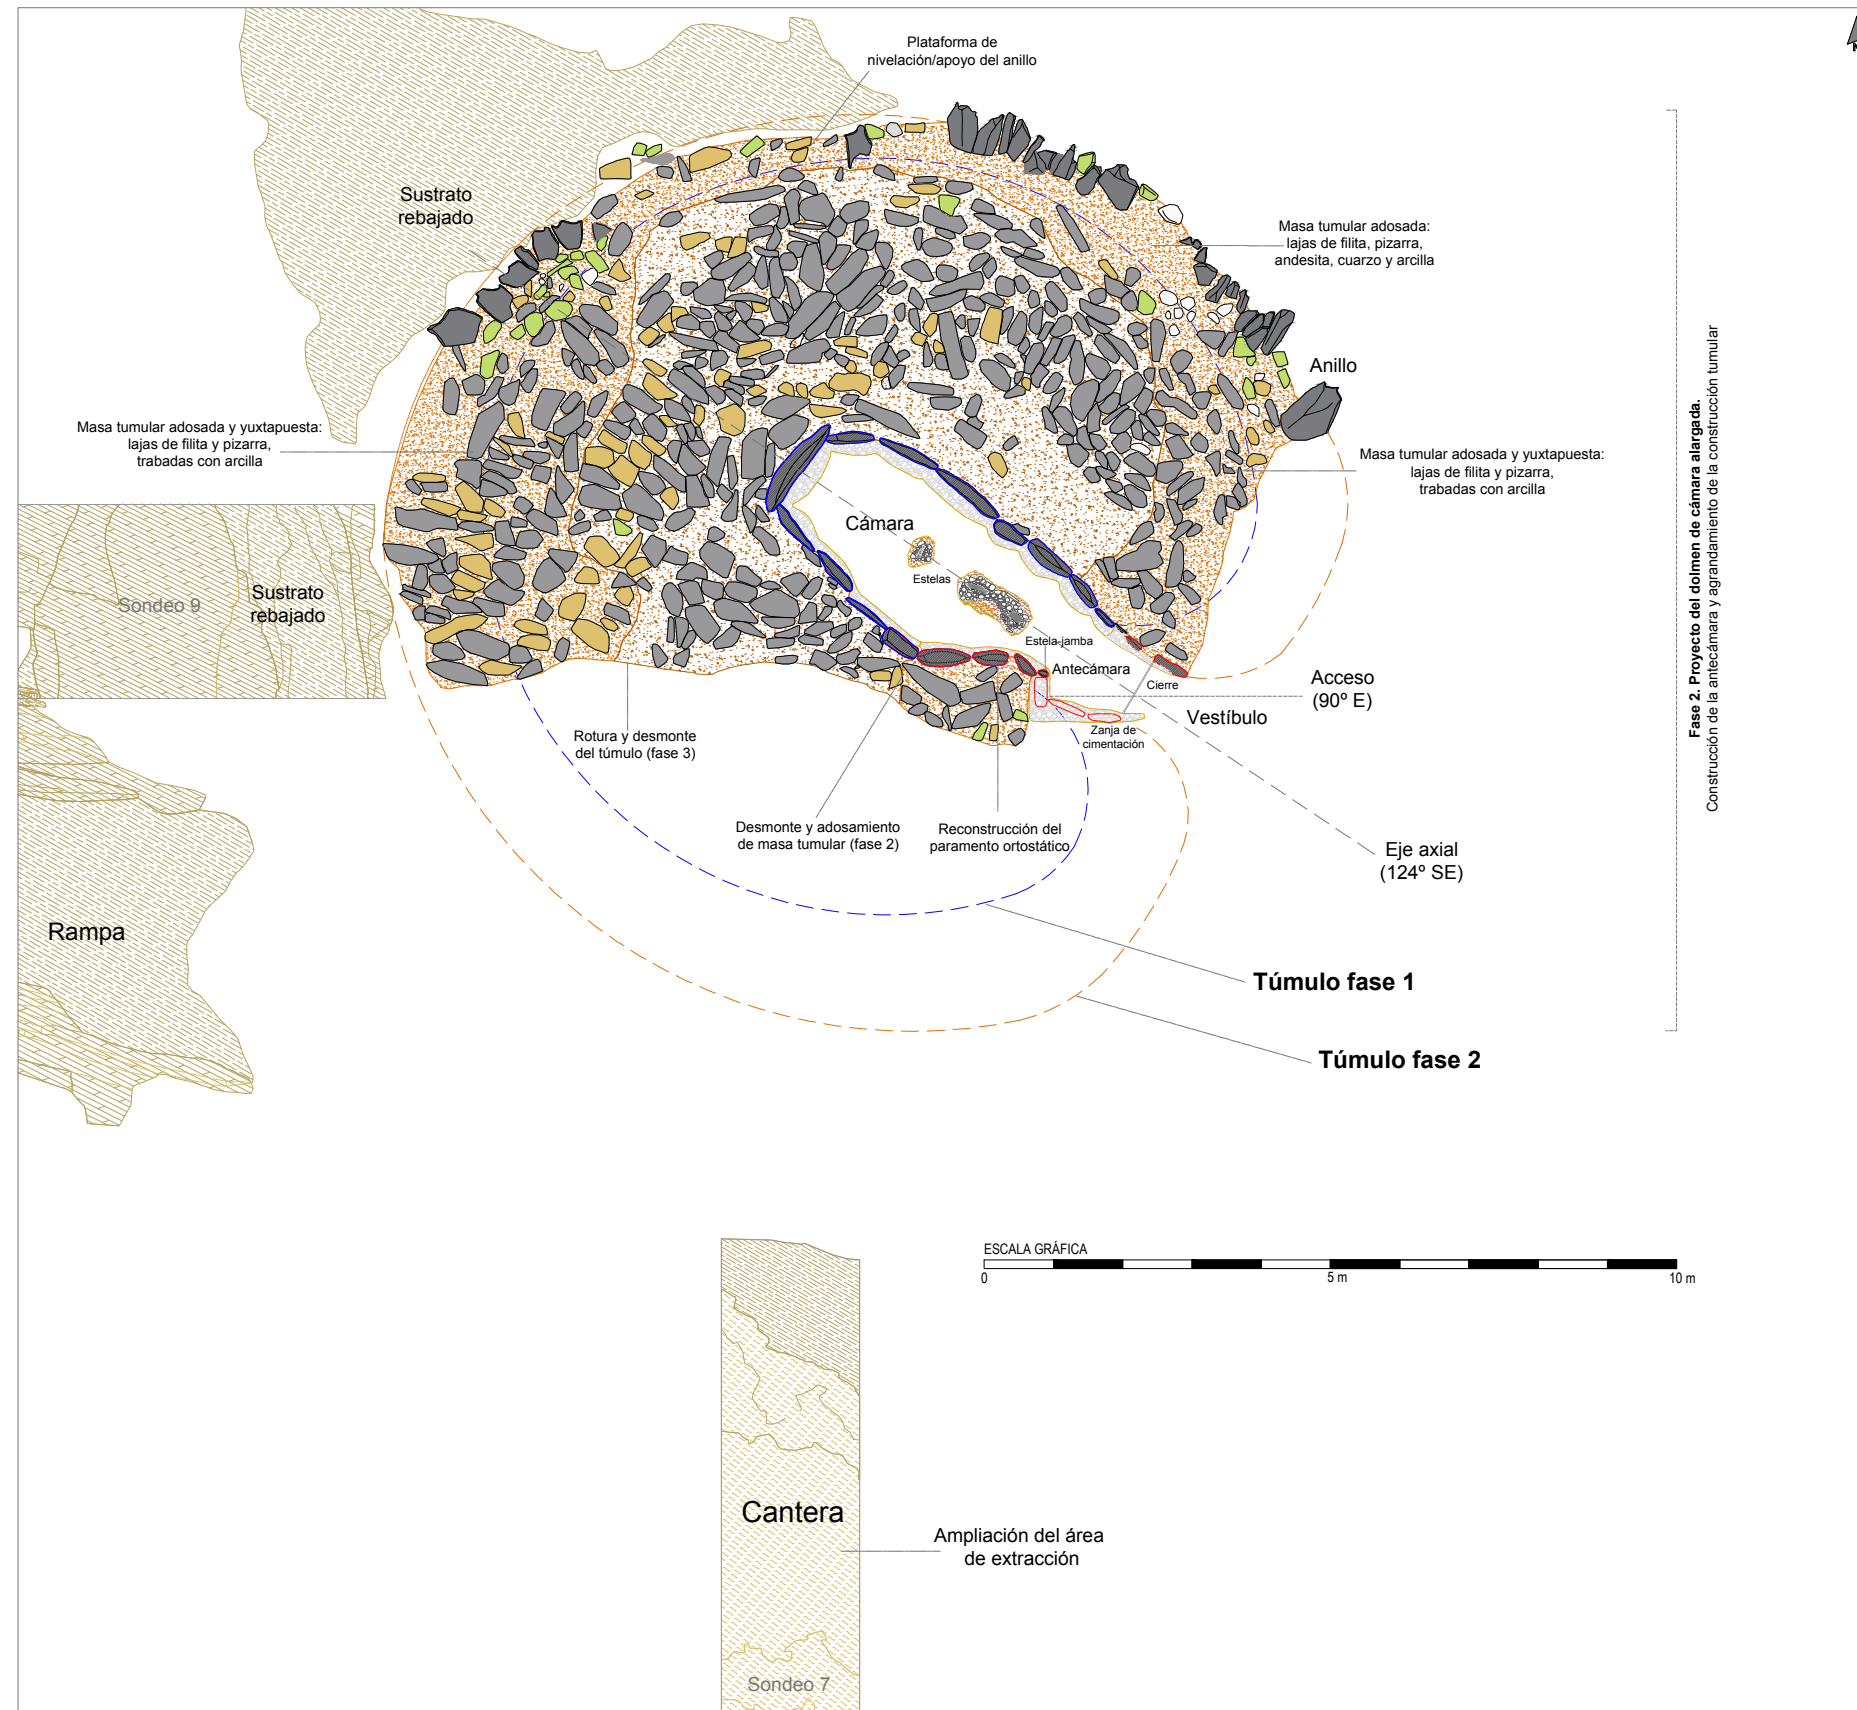 Plataforma de
nivelación/apoyo del anillo
Sustrato
rebajado
Masa tumular adosada:
lajas de filita, pizarra,
andesita, cuarzo y arcilla
Anillo
Masa tumular adosada y yuxtapuesta:
lajas de filita y pizarra,
trabadas con arcilla
Masa tumular adosada y yuxtapuesta:
lajas de filita y pizarra,
trabadas con arcilla
Cámara
Estelas
Sondeo 9
Sustrato
rebajado
Estela-jamba
Antecámara
Cierre
Acceso
(90º E)
Vestíbulo
Zanja de
cimentación
Rotura y desmonte
del túmulo (fase 3)
Desmonte y adosamiento
de masa tumular (fase 2)
Reconstrucción del
paramento ortostático
Eje axial
(124º SE)
Rampa
Túmulo fase 1
Túmulo fase 2
Fase 2. Proyecto del dolmen de cámara alargada.
Construcción de la antecámara y agrandamiento de la construcción tumular
ESCALA GRÁFICA
0
5 m
10 m
Cantera
Ampliación del área
de extracción
Sondeo 7